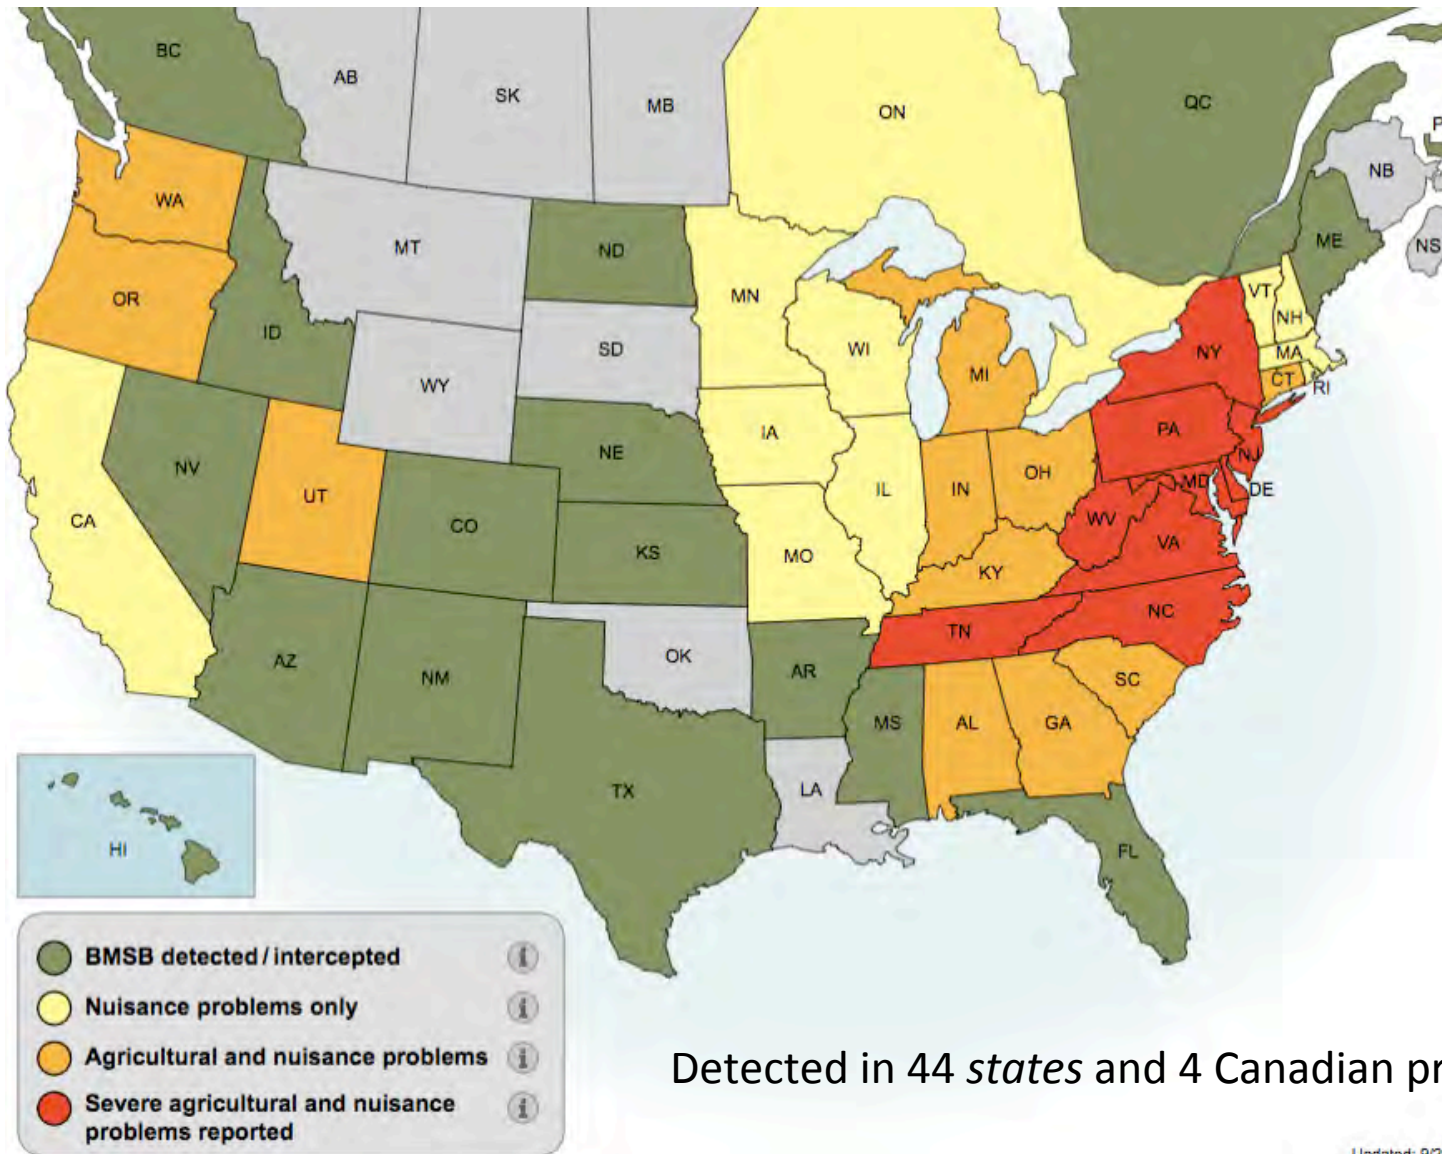 BC
AB
SK
MB
ON
QC
P
NB
NS
ME
WA
MT
ND
MN
OR
ID
SD
WI
VT
NH
NY
MA
CT
RI
WY
MI
IA
PA
NJ
NE
NV
UT
CO
IL
IN
OH
MD
DE
CA
WV
KS
MO
VA
KY
TN
NC
AZ
NM
OK
AR
SC
MS
AL
GA
TX
LA
HI
FL
BMSB detected / intercepted i
Nuisance problems only i
Agricultural and nuisance problems i
Severe agricultural and nuisance i
problems reported
Detected in 44 states and 4 Canadian pr